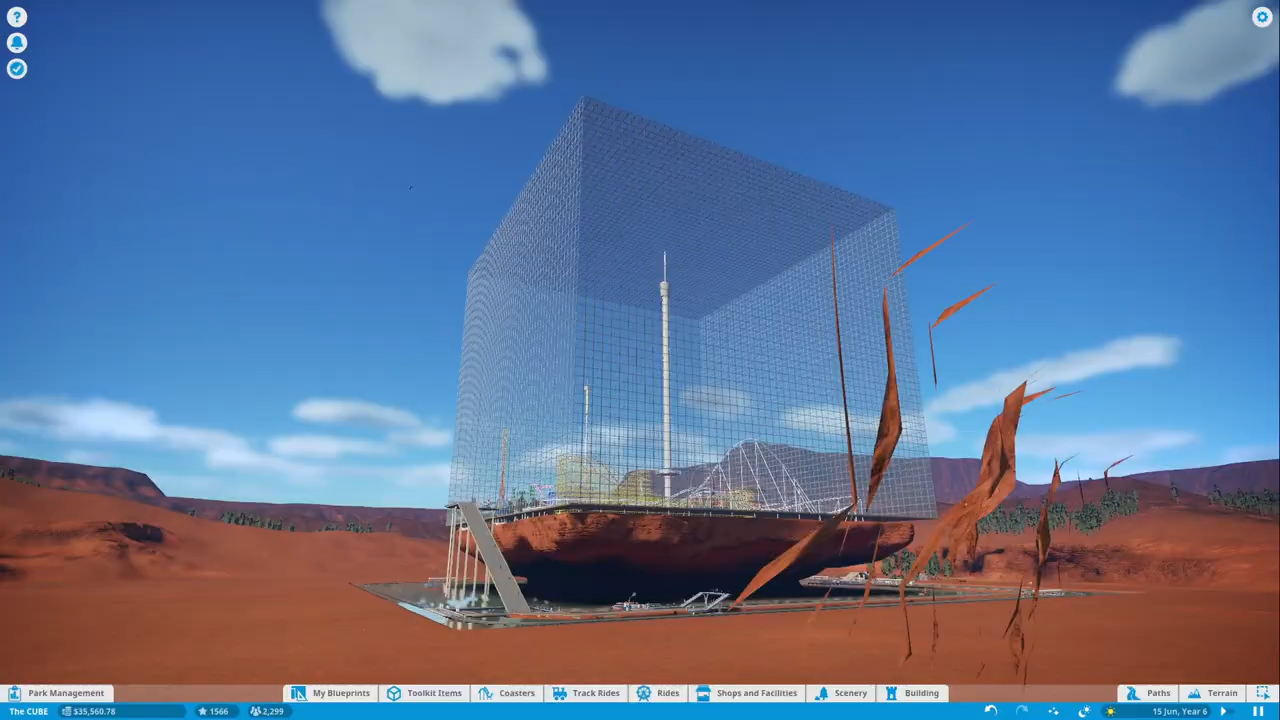 Park Management
My Blueprints
Toolkit Items
Coasters
Track Rides
Rides
Shops and Facilities
Scenery
Building
Paths
Terrain
The CUBE
$35,560.78
1566
2,299
15 Jun, Year 6